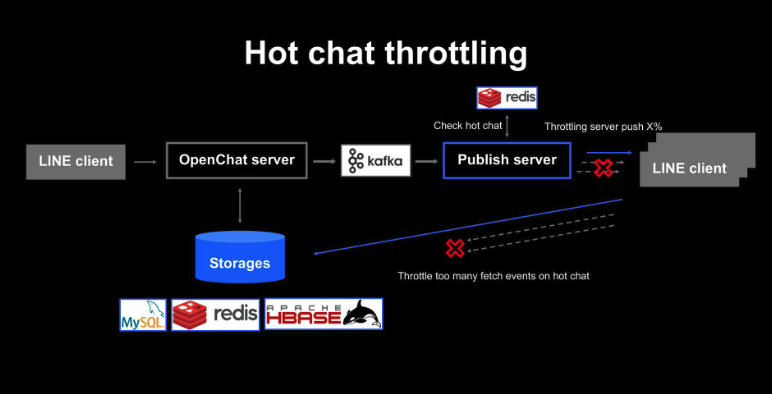 Hot chat throttling
redis
Check hot chat
Throttling server push X%
LINE client
OpenChat server
kafka
Publish server
LINE client
Storages
Throttle too many fetch events on hot chat
MySQL
redis
APACHE
HBASE